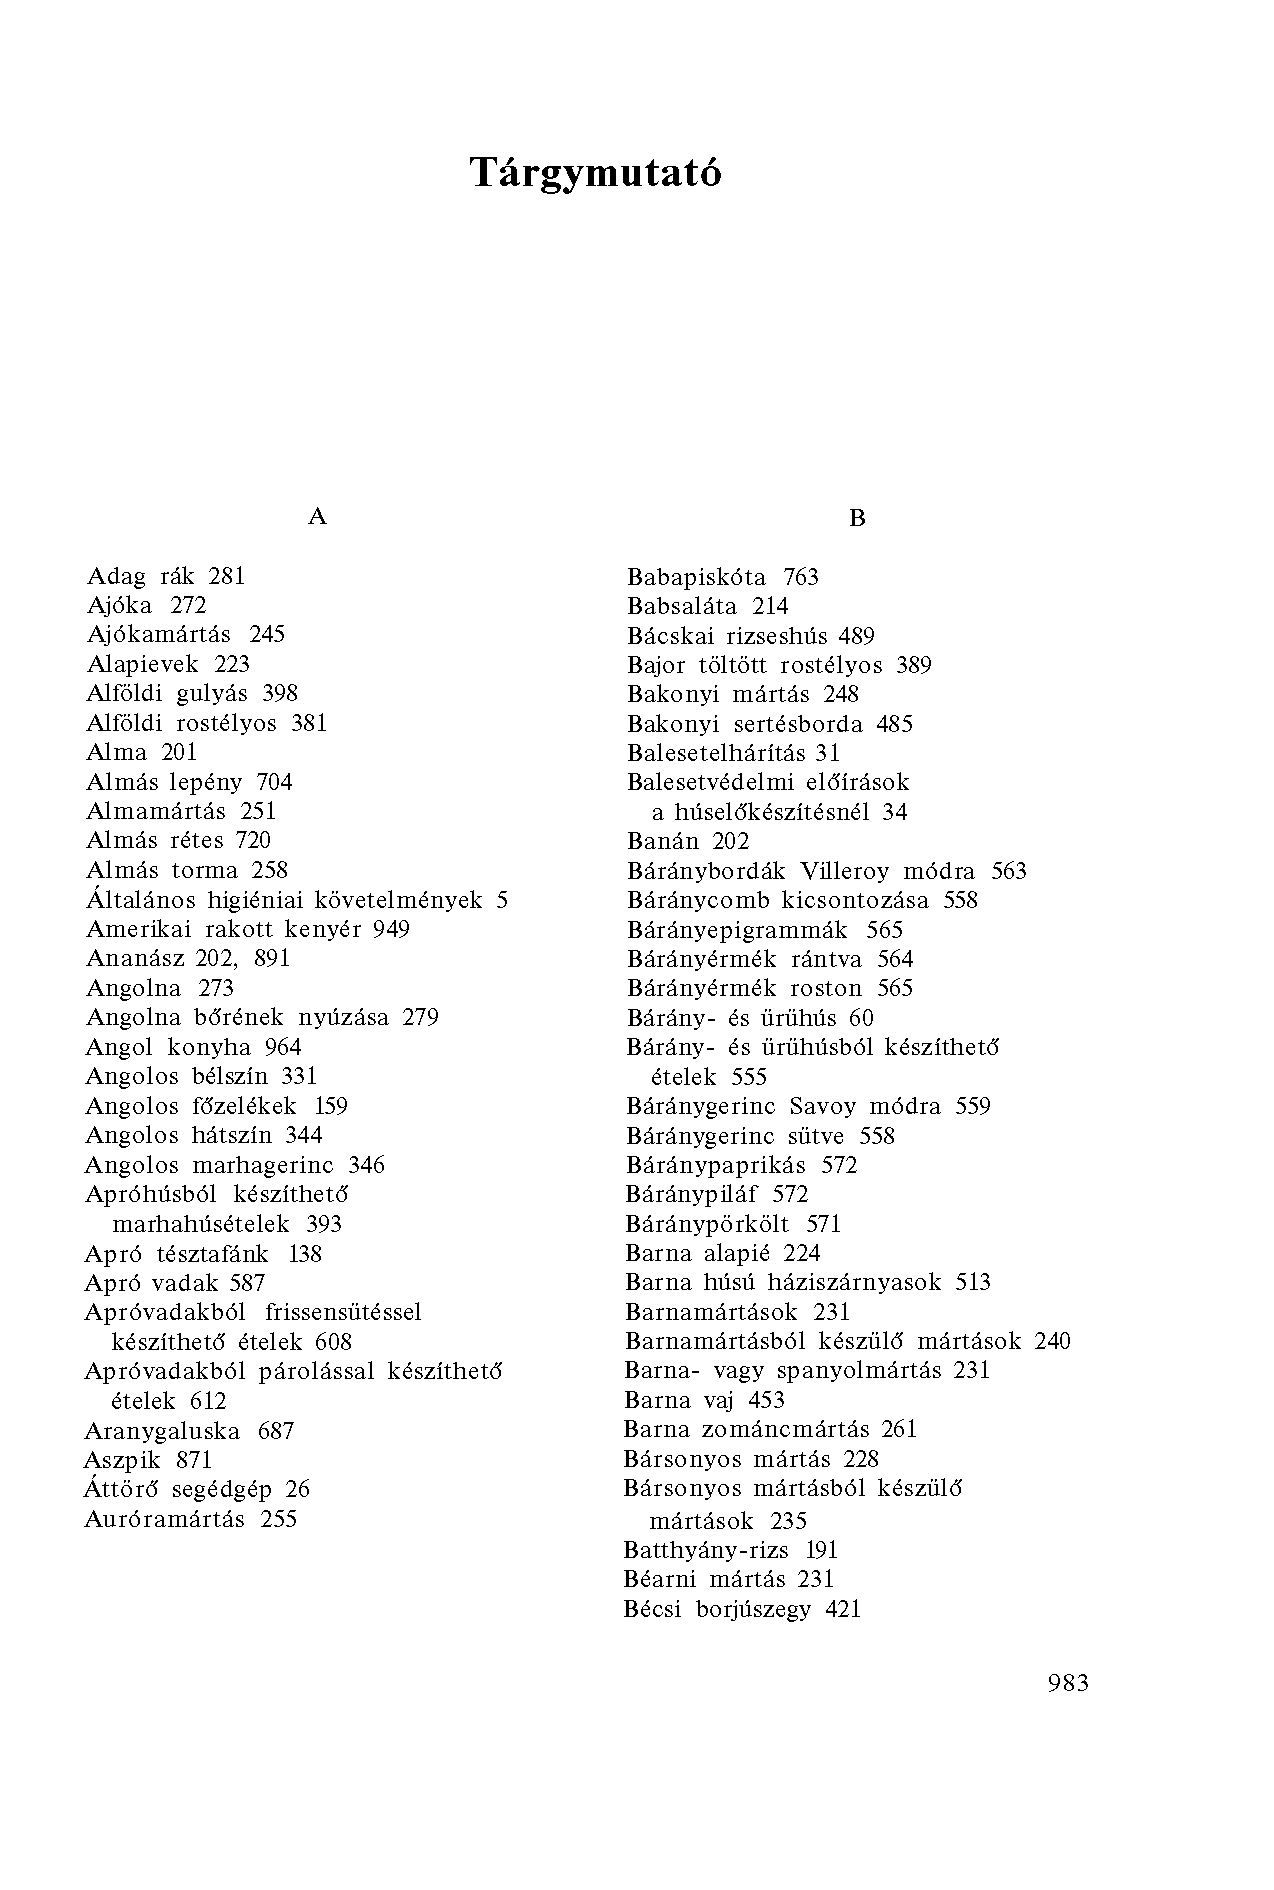 Tárgymutató
A
Adag rák 281
Ajóka 272
Ajókamártás 245
Alapievek 223
Alföldi gulyás 398
Alföldi rostélyos 381
Alma 201
Almás lepény 704
Almamártás 251
Almás rétes 720
Almás torma 258
Általános higiéniai követelmények 5
Amerikai rakott kenyér 949
Ananász 202, 891
Angolna 273
Angolna bőrének nyúzása 279
Angol konyha 964
Angolos bélszín 331
Angolos főzelékek 159
Angolos hátszín 344
Angolos marhagerinc 346
Apróhúsból készíthető
marhahúsételek 393
Apró tésztafánk 138
Apró vadak 587
Apróvadakból frissensütéssel
készíthető ételek 608
Apróvadakból párolással készíthető
ételek 612
Aranygaluska 687
Aszpik 871
Áttörő segédgép 26
Auróramártás 255
B
Babapiskóta 763
Babsaláta 214
Bácskai rizseshús 489
Bajor töltött rostélyos 389
Bakonyi mártás 248
Bakonyi sertésborda 485
Balesetelhárítás 31
Balesetvédelmi előírások
a húselőkészítésnél 34
Banán 202
Báránybordák Villeroy módra 563
Báránycomb kicsontozása 558
Bárányepigrammák 565
Bárányérmék rántva 564
Bárányérmék roston 565
Bárány- és ürühús 60
Bárány- és ürühúsból készíthető
ételek 555
Báránygerinc Savoy módra 559
Báránygerinc sütve 558
Báránypaprikás 572
Báránypiláf 572
Báránypörkölt 571
Barna alapié 224
Barna húsú háziszárnyasok 513
Barnamártások 231
Barnamártásból készülő mártások 240
Barna- vagy spanyolmártás 231
Barna vaj 453
Barna zománcmártás 261
Bársonyos mártás 228
Bársonyos mártásból készülő
mártások 235
Batthyány-rizs 191
Béarni mártás 231
Bécsi borjúszegy 421
983